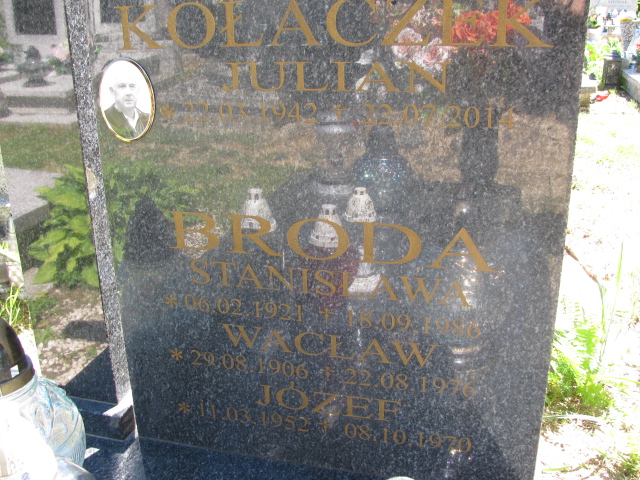 KOŁACZEK
JULIAN
* 22.03.1942 † 22.07.2014
BRODA
STANISŁAWA
* 06.02.1921 † 18.09.1986
WACŁAW
* 29.08.1906 † 22.08.1976
JÓZEF
* 11.03.1952 † 08.10.1970